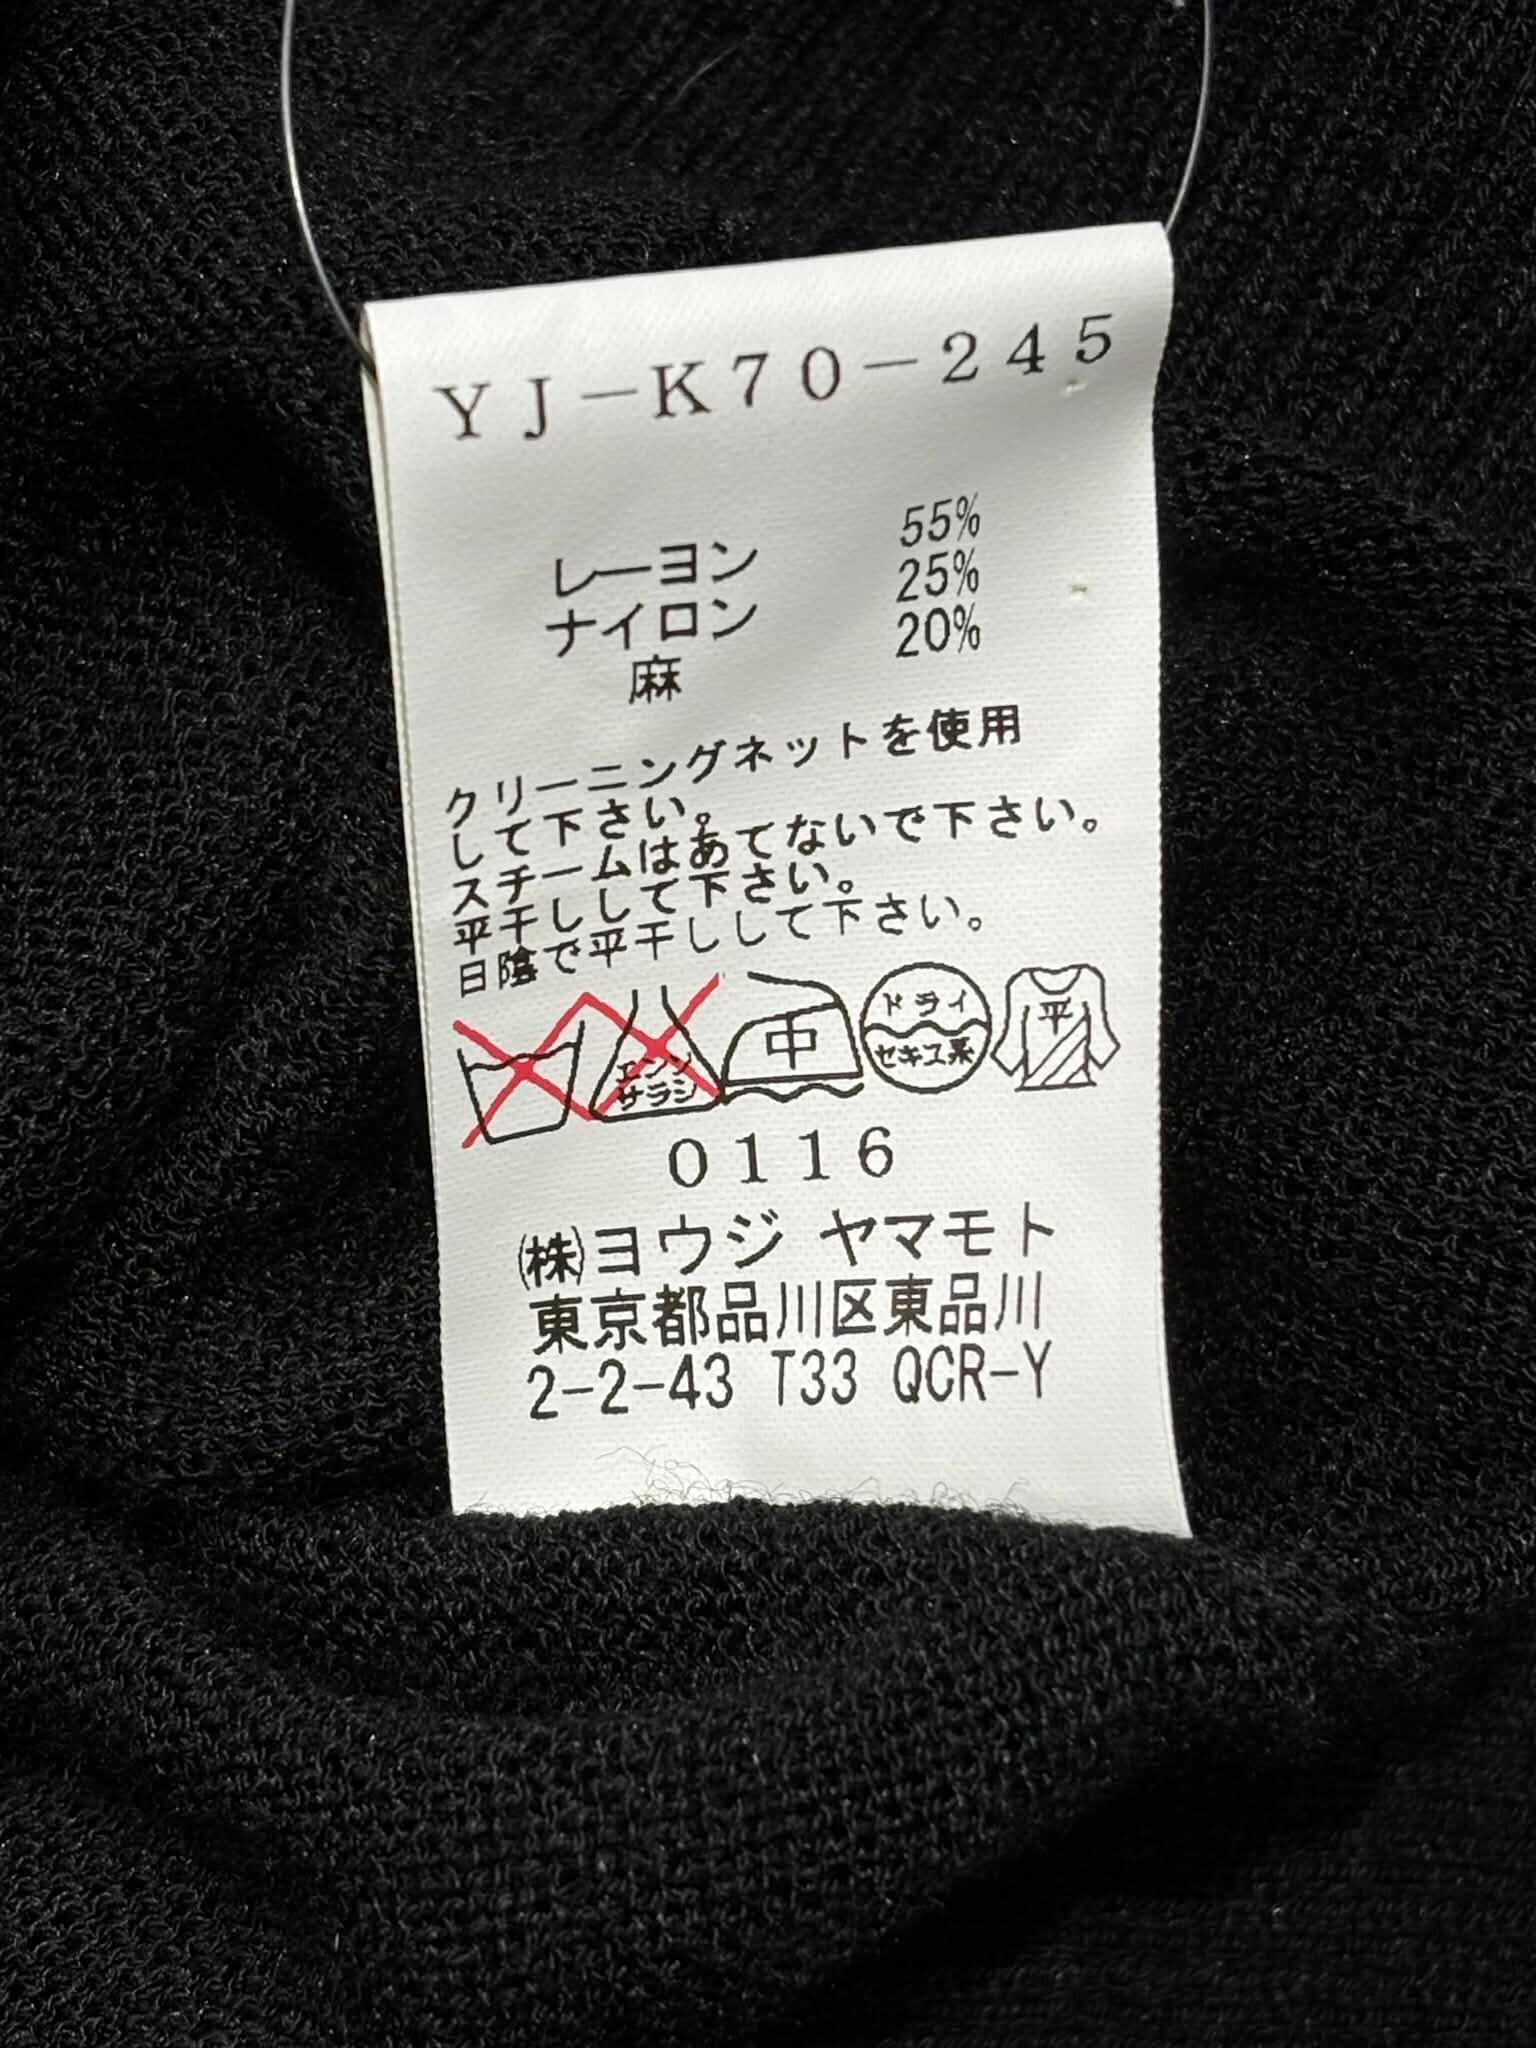 YJ-K70-245
レーヨン 55%
ナイロン 25%
麻 20%
クリーニングネットを使用
して下さい。
スチームはあてないで下さい。
平干しして下さい。
日陰で平干しして下さい。
エンソ
サラシ
中
ドライ
セキユ系
平
0116
㈱ヨウジ ヤマモト
東京都品川区東品川
2-2-43 T33 QCR-Y